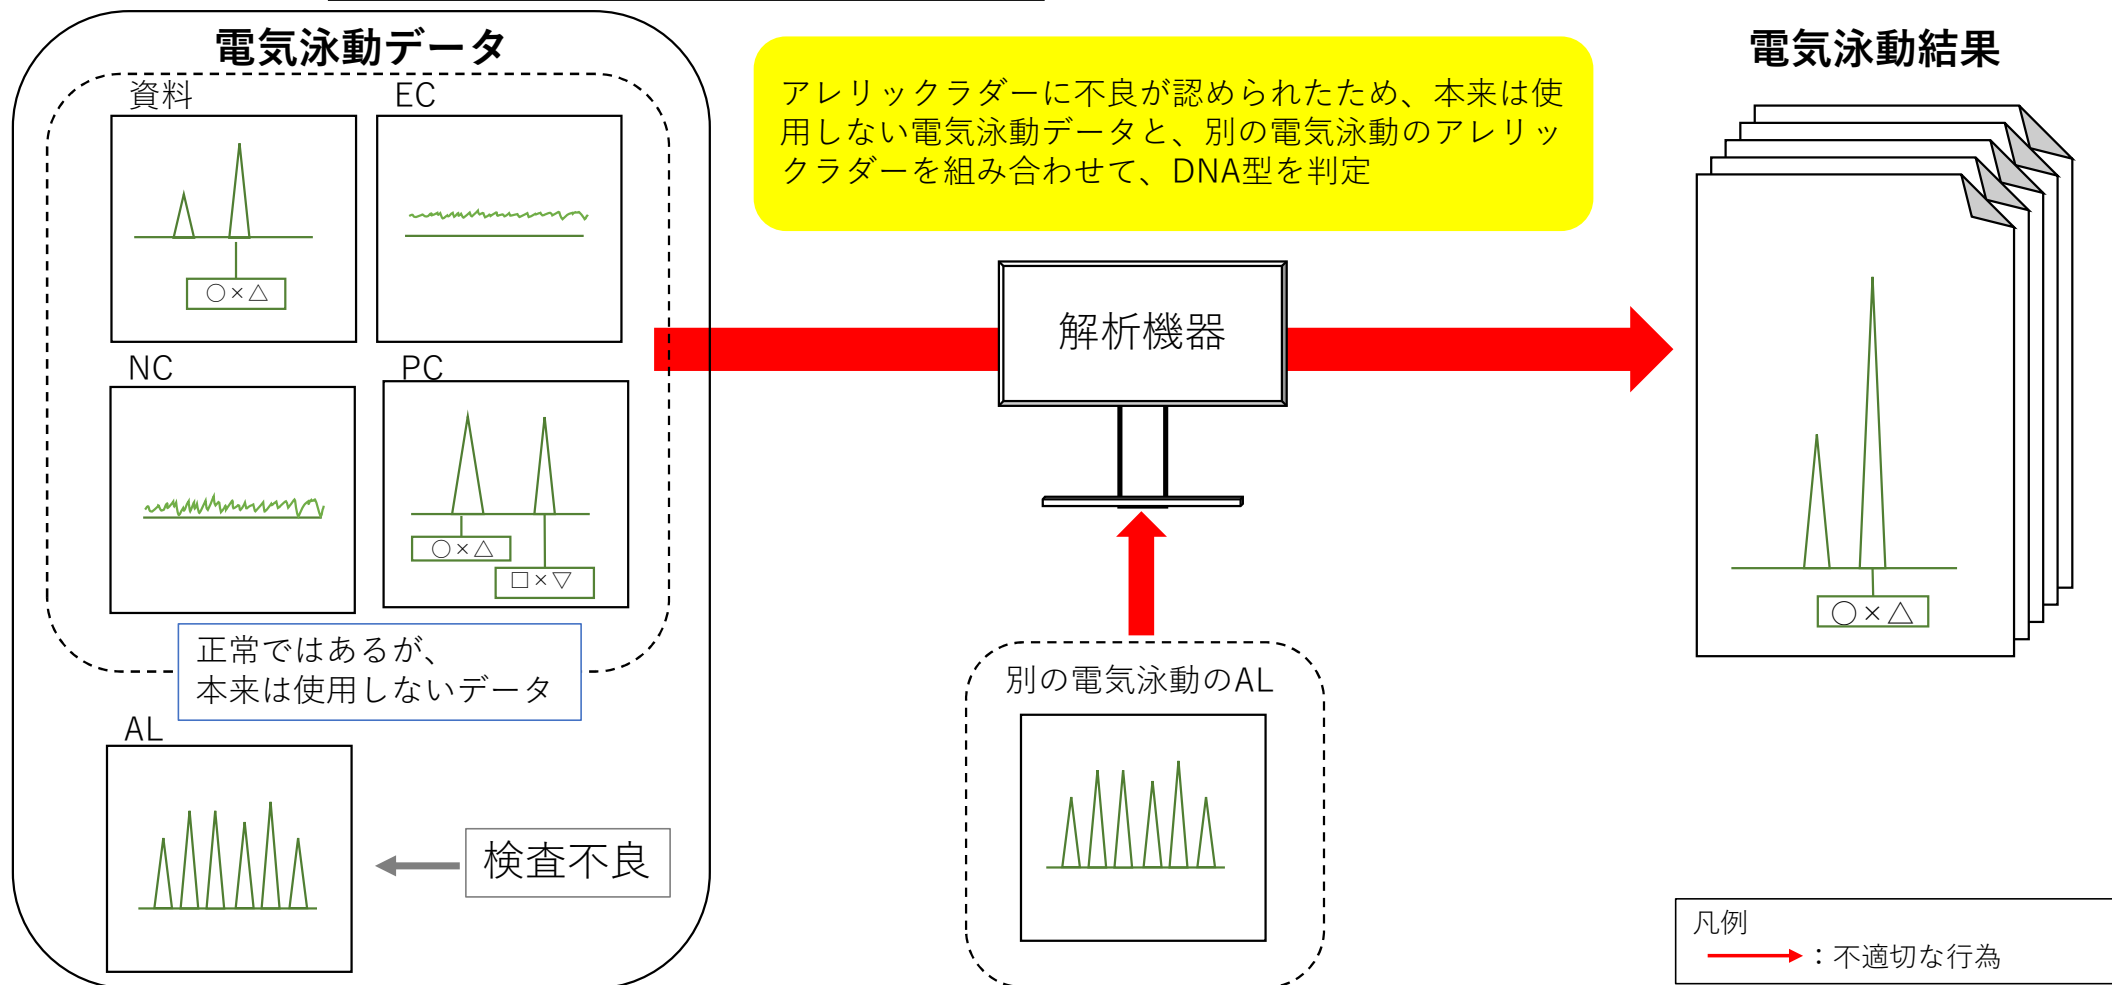 電気泳動データ
資料
EC
○×△
NC
PC
○×△
□×▽
正常ではあるが、
本来は使用しないデータ
AL
検査不良
アレリックラダーに不良が認められたため、本来は使
用しない電気泳動データと、別の電気泳動のアレリッ
クラダーを組み合わせて、DNA型を判定
解析機器
別の電気泳動のAL
電気泳動結果
○×△
凡例
：不適切な行為